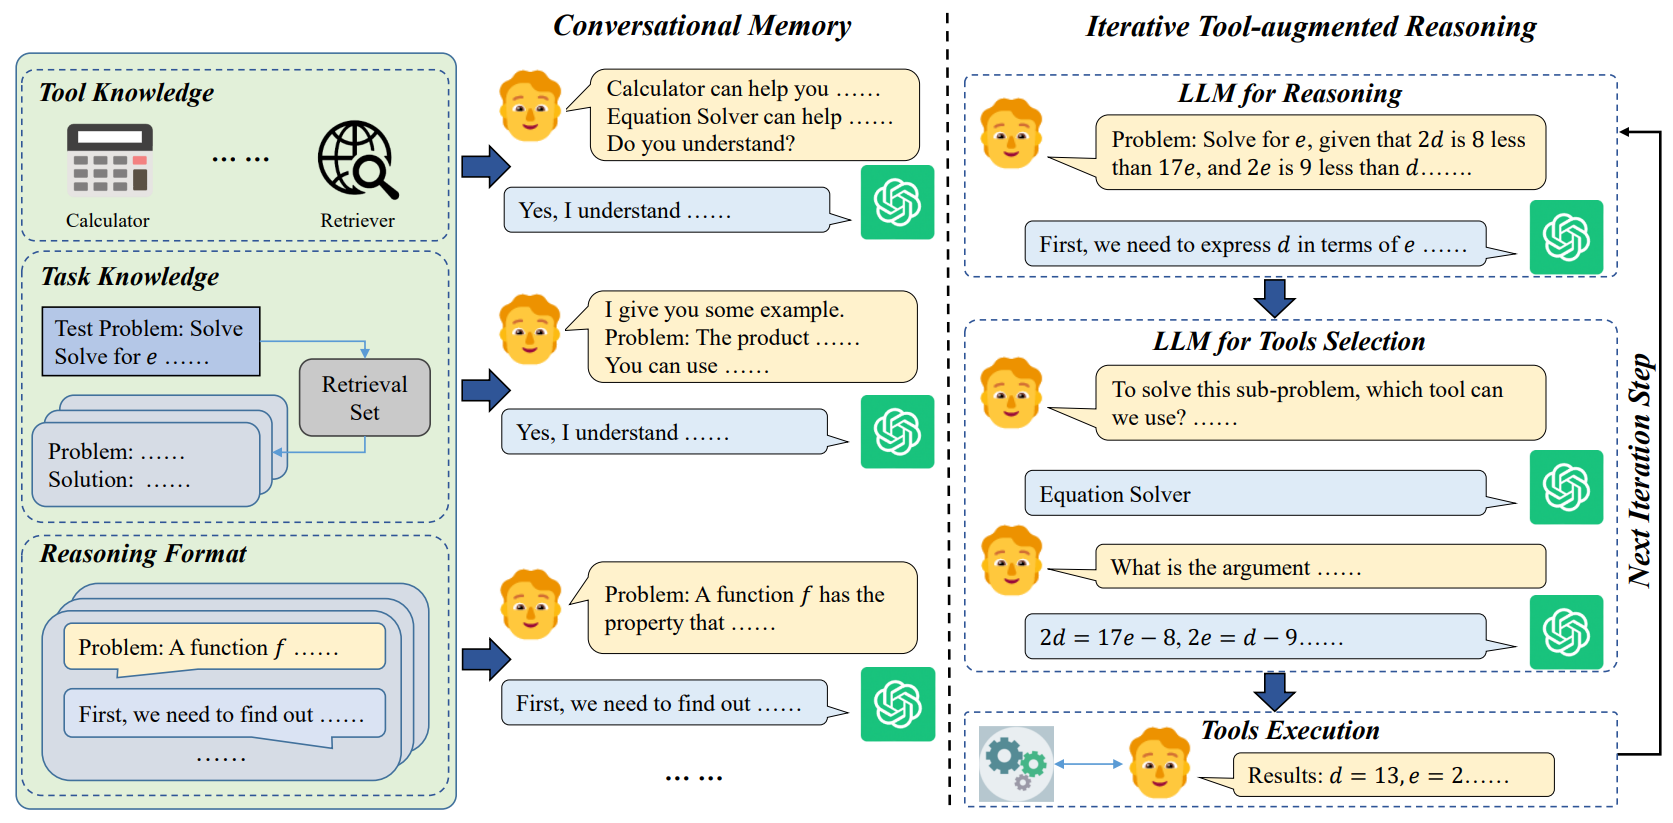 Conversational Memory
Iterative Tool-augmented Reasoning
Tool Knowledge
... ...
Calculator
Retriever
Task Knowledge
Test Problem: Solve
Solve for e ......
Retrieval
Set
Problem: ......
Solution: ......
Reasoning Format
Problem: A function f ......
First, we need to find out ......
......
Calculator can help you ......
Equation Solver can help ......
Do you understand?
Yes, I understand ......
I give you some example.
Problem: The product ......
You can use ......
Yes, I understand ......
Problem: A function f has the
property that ......
First, we need to find out ......
... ...
LLM for Reasoning
Problem: Solve for e, given that 2d is 8 less
than 17e, and 2e is 9 less than d.......
First, we need to express d in terms of e ......
LLM for Tools Selection
To solve this sub-problem, which tool can
we use? ......
Equation Solver
What is the argument ......
2d = 17e − 8, 2e = d − 9......
Tools Execution
Results: d = 13, e = 2......
Next Iteration Step